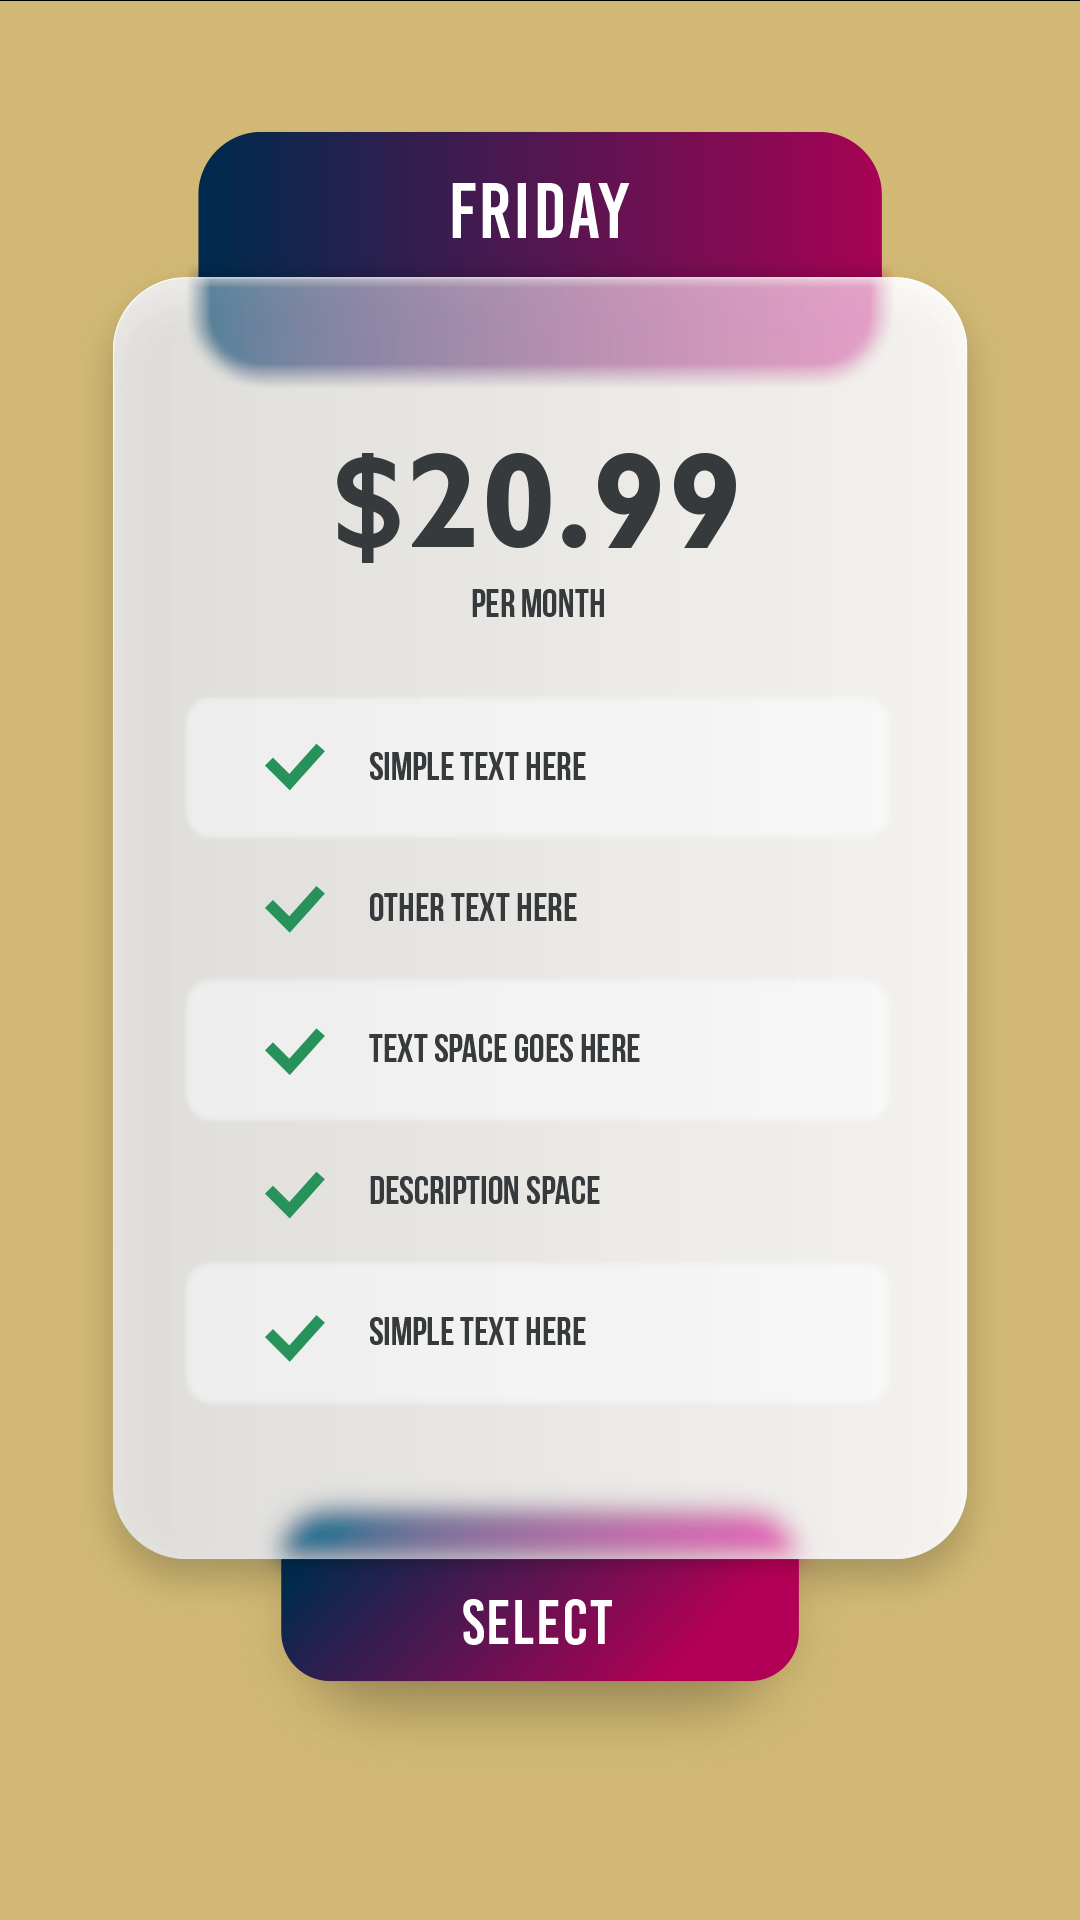 FRIDAY
$20.99
PER MONTH
SIMPLE TEXT HERE
OTHER TEXT HERE
TEXT SPACE GOES HERE
DESCRIPTION SPACE
SIMPLE TEXT HERE
SELECT